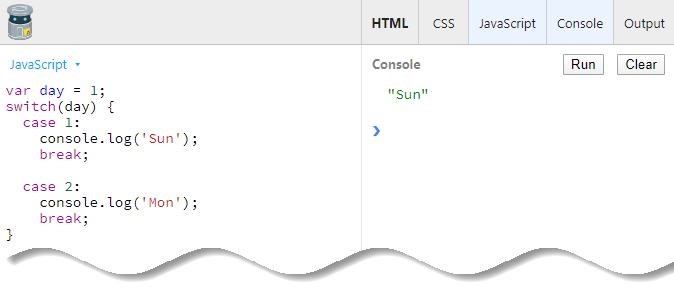 HTML CSS JavaScript Console Output
JavaScript
Console Run Clear
var day = 1;
switch(day) {
  case 1:
    console.log('Sun');
    break;
  case 2:
    console.log('Mon');
    break;
}
"Sun"